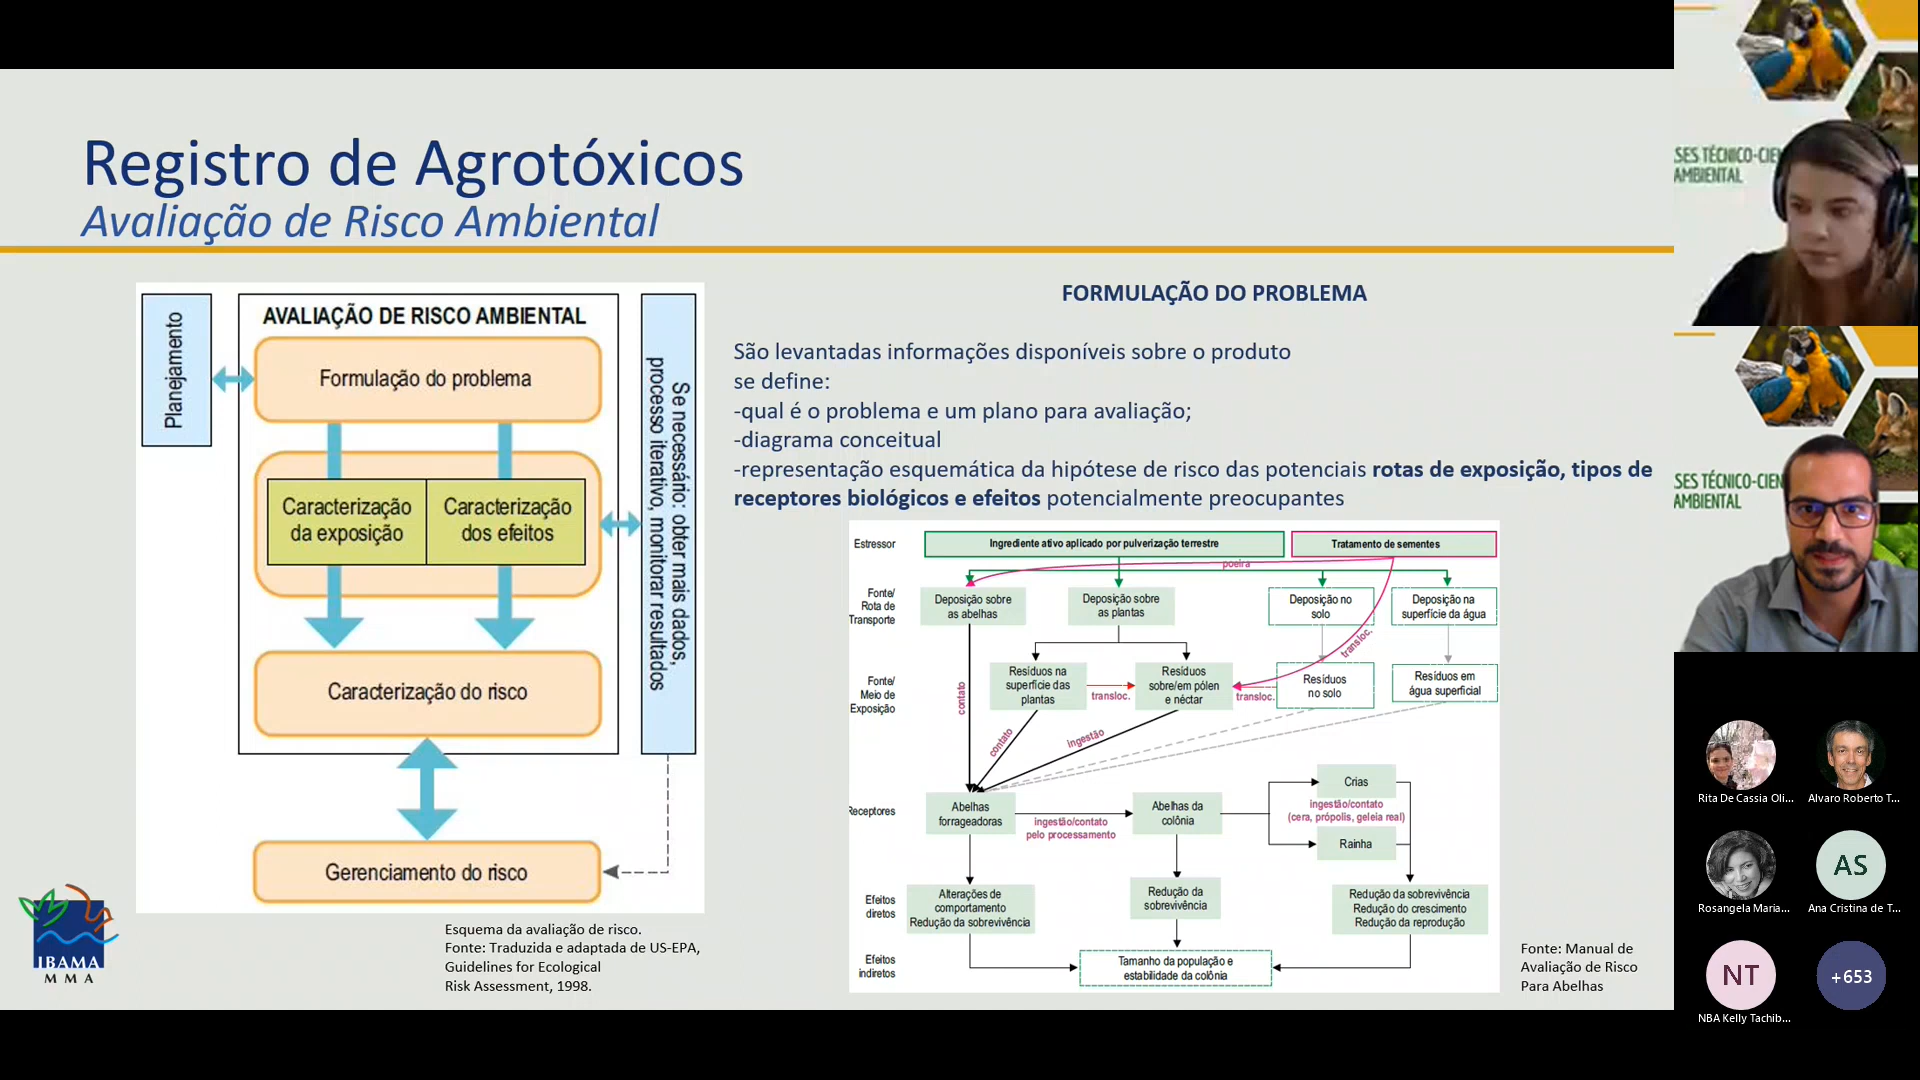 Registro de Agrotóxicos
Avaliação de Risco Ambiental
Planejamento
AVALIAÇÃO DE RISCO AMBIENTAL
Formulação do problema
Caracterização
da exposição
Caracterização
dos efeitos
Caracterização do risco
Gerenciamento do risco
Se necessário: obter mais dados,
processo iterativo, monitorar resultados
Esquema da avaliação de risco.
Fonte: Traduzida e adaptada de US-EPA,
Guidelines for Ecological
Risk Assessment, 1998.
IBAMA
M M A
FORMULAÇÃO DO PROBLEMA
São levantadas informações disponíveis sobre o produto
se define:
-qual é o problema e um plano para avaliação;
-diagrama conceitual
-representação esquemática da hipótese de risco das potenciais rotas de exposição, tipos de
receptores biológicos e efeitos potencialmente preocupantes
Estressor
Ingrediente ativo aplicado por pulverização terrestre
Tratamento de sementes
poeira
Fonte/
Rota de
Transporte
Deposição sobre
as abelhas
Deposição sobre
as plantas
Deposição no
solo
Deposição na
superfície da água
transloc.
Fonte/
Meio de
Exposição
contato
Resíduos na
superfície das
plantas
transloc.
Resíduos
sobre/em pólen
e néctar
transloc.
Resíduos
no solo
Resíduos em
água superficial
contato
ingestão
Receptores
Abelhas
forrageadoras
ingestão/contato
pelo processamento
Abelhas da
colônia
Crias
ingestão/contato
(cera, própolis, geleia real)
Rainha
Efeitos
diretos
Alterações de
comportamento
Redução da sobrevivência
Redução da
sobrevivência
Redução da sobrevivência
Redução do crescimento
Redução da reprodução
Efeitos
indiretos
Tamanho da população e
estabilidade da colônia
Fonte: Manual de
Avaliação de Risco
Para Abelhas
SES TÉCNICO-CIE
AMBIENTAL
SES TÉCNICO-CIEN
AMBIENTAL
Rita De Cassia Oli...
Alvaro Roberto T...
Rosangela Maria...
AS
Ana Cristina de T...
NT
NBA Kelly Tachib...
+653